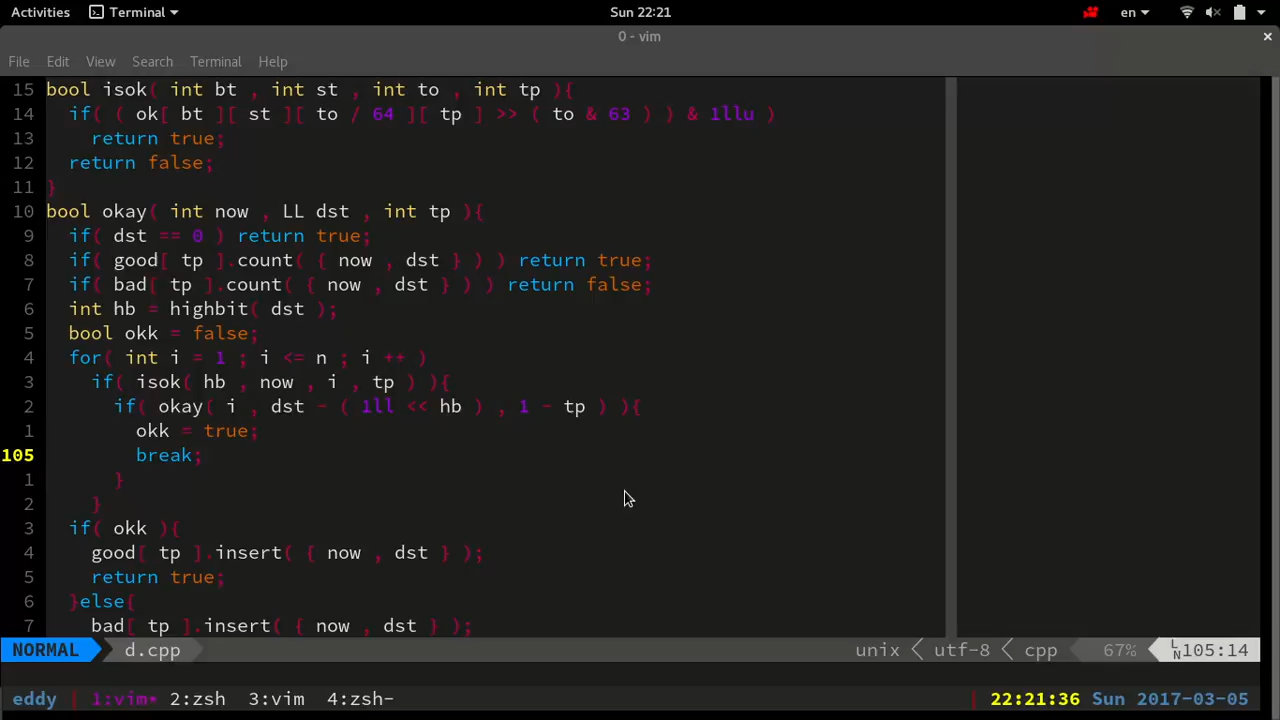 Activities Terminal Sun 22:21 en
0 - vim ×
File Edit View Search Terminal Help
15 bool isok( int bt , int st , int to , int tp ){
14 if( ( ok[ bt ][ st ][ to / 64 ][ tp ] >> ( to & 63 ) ) & 1llu )
13 return true;
12 return false;
11 }
10 bool okay( int now , LL dst , int tp ){
9 if( dst == 0 ) return true;
8 if( good[ tp ].count( { now , dst } ) ) return true;
7 if( bad[ tp ].count( { now , dst } ) ) return false;
6 int hb = highbit( dst );
5 bool okk = false;
4 for( int i = 1 ; i <= n ; i ++ )
3 if( isok( hb , now , i , tp ) ){
2 if( okay( i , dst - ( 1ll << hb ) , 1 - tp ) ){
1 okk = true;
105 break;
1 }
2 }
3 if( okk ){
4 good[ tp ].insert( { now , dst } );
5 return true;
6 }else{
7 bad[ tp ].insert( { now , dst } );
NORMAL d.cpp unix utf-8 cpp 67% LN 105:14
eddy | 1:vim* 2:zsh 3:vim 4:zsh- | 22:21:36 Sun 2017-03-05